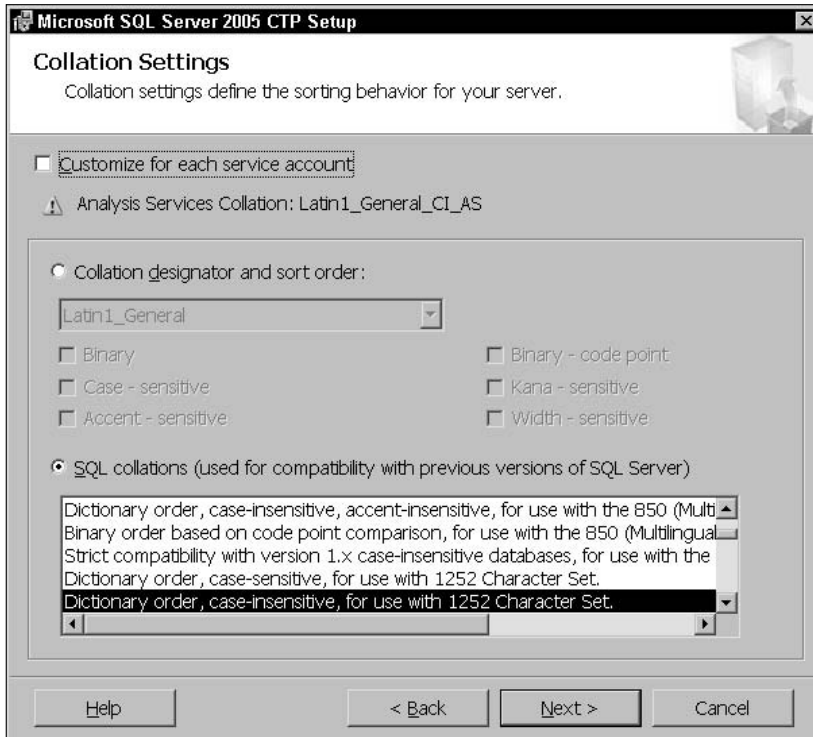 Microsoft SQL Server 2005 CTP Setup
Collation Settings
Collation settings define the sorting behavior for your server.
Customize for each service account
Analysis Services Collation: Latin1_General_CI_AS
Collation designator and sort order:
Latin1_General
Binary
Binary - code point
Case - sensitive
Kana - sensitive
Accent - sensitive
Width - sensitive
SQL collations (used for compatibility with previous versions of SQL Server)
Dictionary order, case-insensitive, accent-insensitive, for use with the 850 (Multi
Binary order based on code point comparison, for use with the 850 (Multilingual
Strict compatibility with version 1.x case-insensitive databases, for use with the
Dictionary order, case-sensitive, for use with 1252 Character Set.
Dictionary order, case-insensitive, for use with 1252 Character Set.
Help
< Back
Next >
Cancel